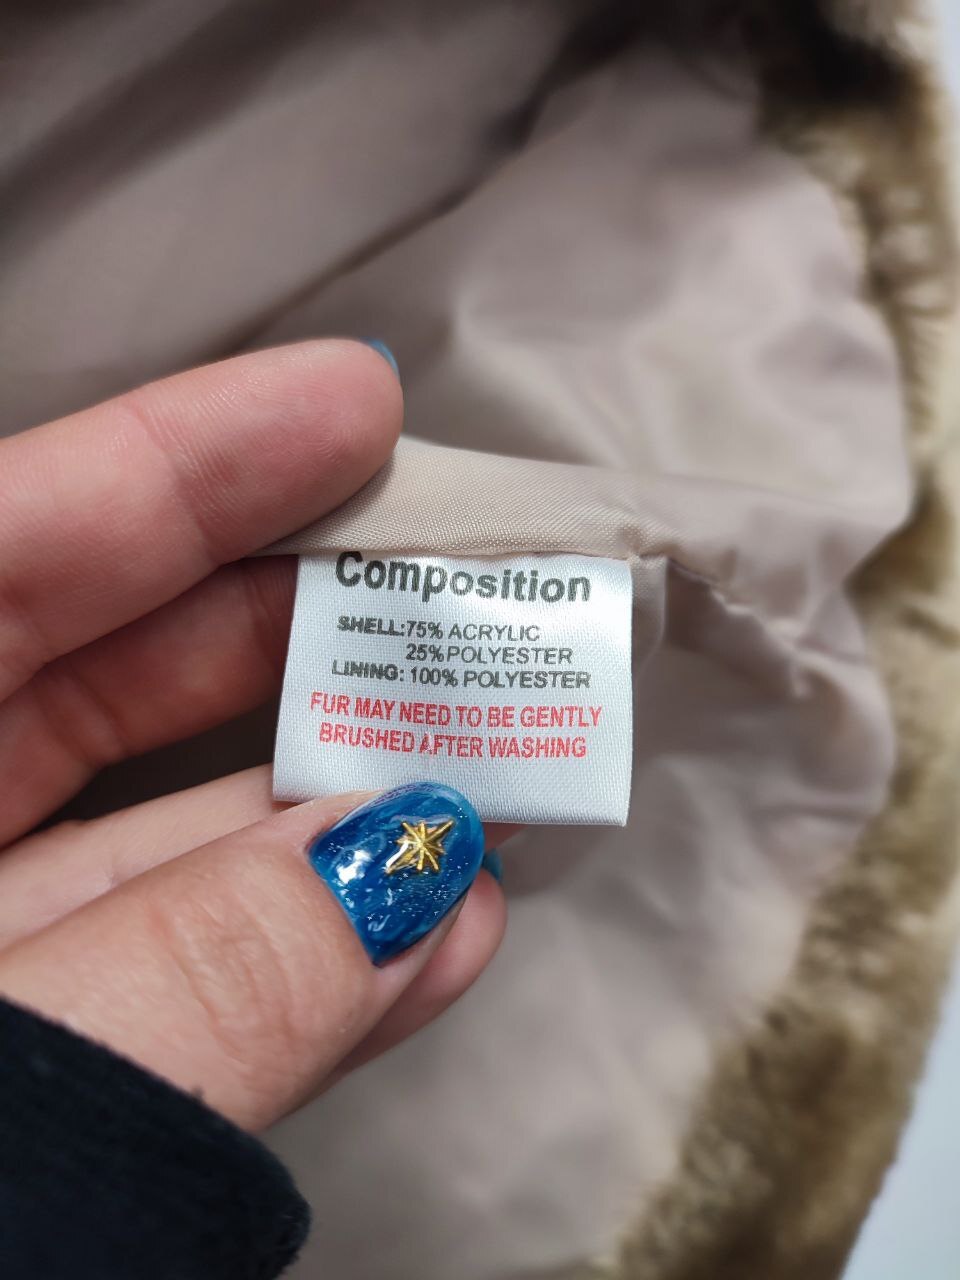 Composition
SHELL:75% ACRYLIC
25%POLYESTER
LINING: 100% POLYESTER
FUR MAY NEED TO BE GENTLY
BRUSHED AFTER WASHING